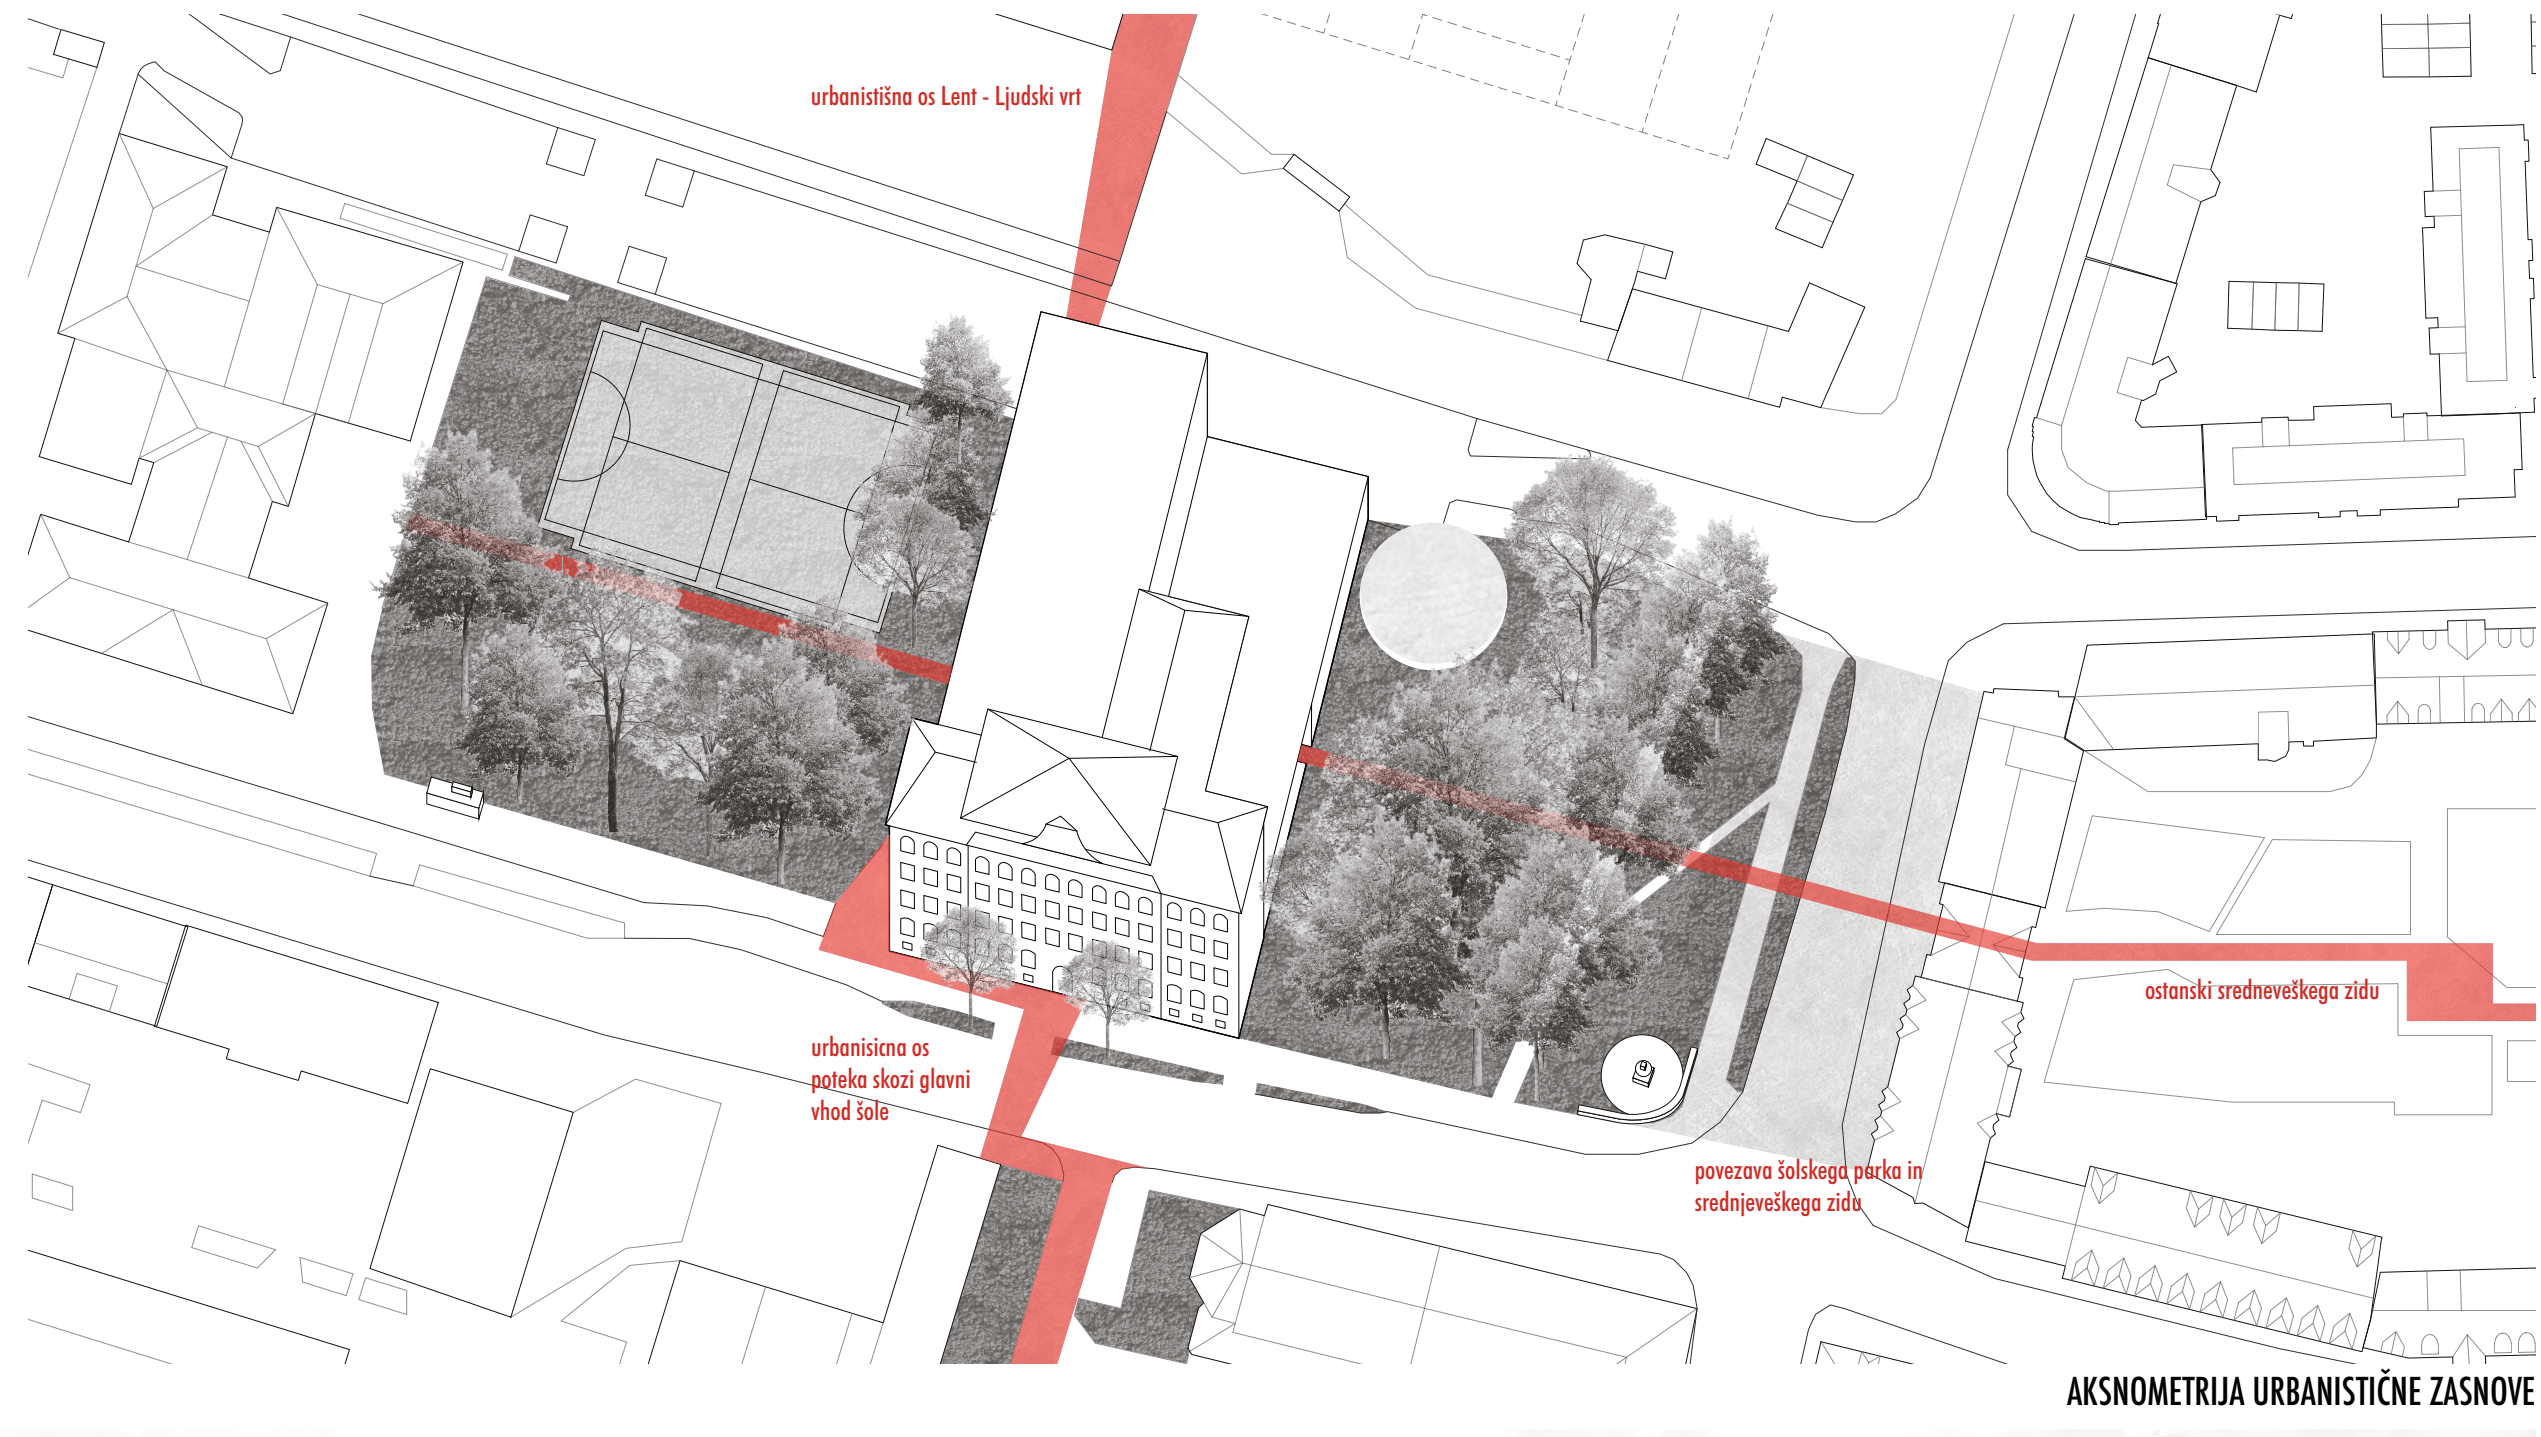 urbanistišna os Lent - Ljudski vrt
ostanski sredneveškega zidu
urbanisicna os
poteka skozi glavni
vhod šole
povezava šolskega parka in
srednjeveškega zidu
AKSNOMETRIJA URBANISTIČNE ZASNOVE